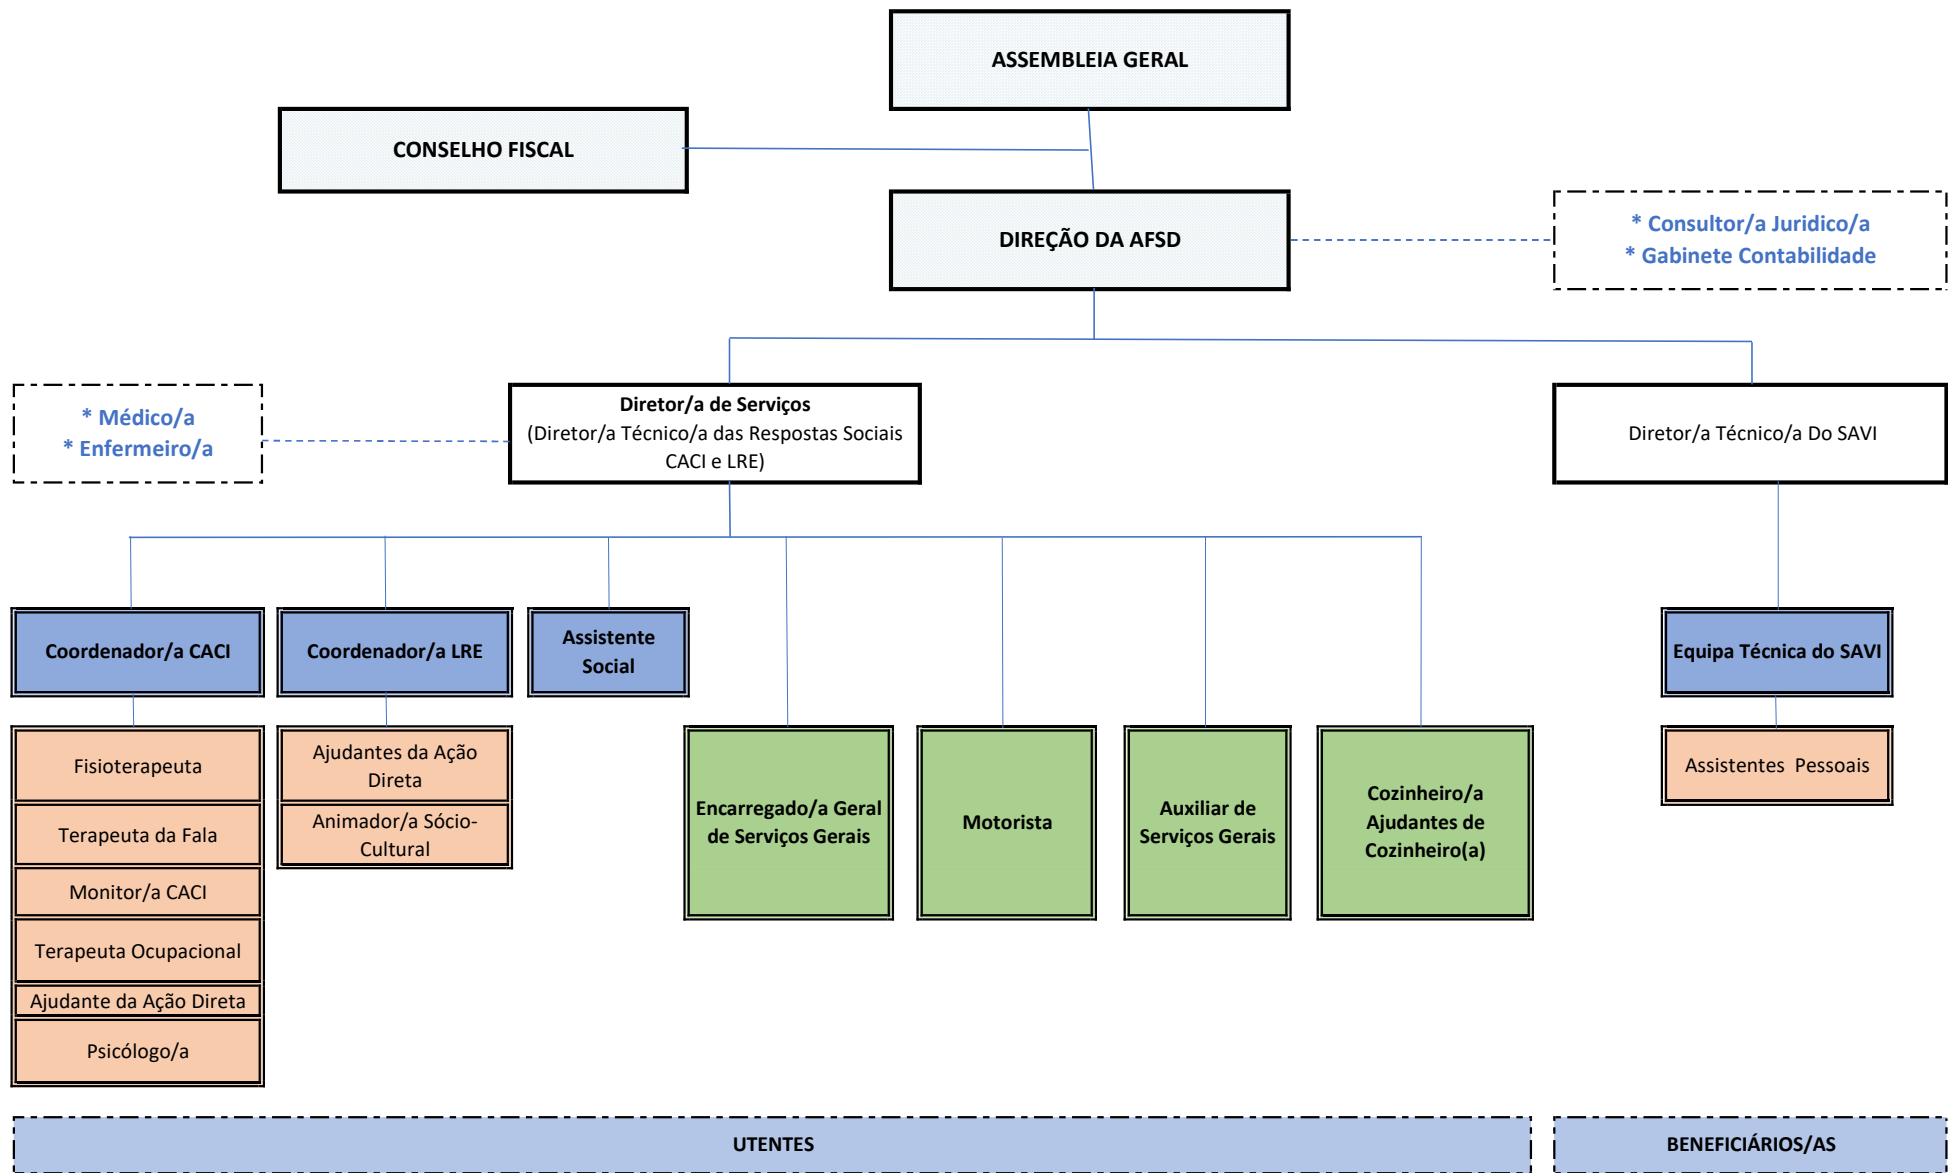 ASSEMBLEIA GERAL
CONSELHO FISCAL
DIREÇÃO DA AFSD
* Consultor/a Juridico/a
* Gabinete Contabilidade
* Médico/a
* Enfermeiro/a
Diretor/a de Serviços
(Diretor/a Técnico/a das Respostas Sociais
CACI e LRE)
Diretor/a Técnico/a Do SAVI
Coordenador/a CACI
Coordenador/a LRE
Assistente
Social
Equipa Técnica do SAVI
Fisioterapeuta
Terapeuta da Fala
Monitor/a CACI
Terapeuta Ocupacional
Ajudante da Ação Direta
Psicólogo/a
Ajudantes da Ação
Direta
Animador/a Sócio-
Cultural
Encarregado/a Geral
de Serviços Gerais
Motorista
Auxiliar de
Serviços Gerais
Cozinheiro/a
Ajudantes de
Cozinheiro(a)
Assistentes  Pessoais
UTENTES
BENEFICIÁRIOS/AS